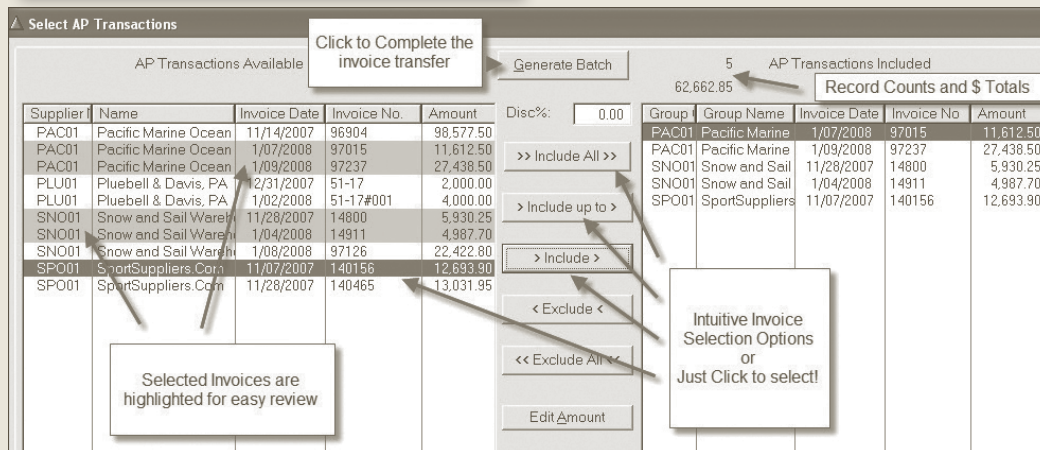 Select AP Transactions
Click to Complete the
invoice transfer
AP Transactions Available
Generate Batch
5 AP Transactions Included
62,662.85
Record Counts and $ Totals
Supplier Name Invoice Date Invoice No. Amount
PAC01 Pacific Marine Ocean 11/14/2007 96904 98,577.50
PAC01 Pacific Marine Ocean 1/07/2008 97015 11,612.50
PAC01 Pacific Marine Ocean 1/09/2008 97237 27,438.50
PLU01 Pluebell & Davis, PA 12/31/2007 51-17 2,000.00
PLU01 Pluebell & Davis, PA 1/02/2008 51-17#001 4,000.00
SNO01 Snow and Sail Wareh 11/28/2007 14800 5,930.25
SNO01 Snow and Sail Wareh 1/04/2008 14911 4,987.70
SNO01 Snow and Sail Wareh 1/08/2008 97126 22,422.80
SPO01 SportSuppliers.Com 11/07/2007 140156 12,693.90
SPO01 SportSuppliers.Com 11/28/2007 140465 13,031.95
Disc%: 0.00
>> Include All >>
> Include up to >
> Include >
< Exclude <
<< Exclude All <<
Edit Amount
Group Group Name Invoice Date Invoice No Amount
PAC01 Pacific Marine 1/07/2008 97015 11,612.50
PAC01 Pacific Marine 1/09/2008 97237 27,438.50
SNO01 Snow and Sail 11/28/2007 14800 5,930.25
SNO01 Snow and Sail 1/04/2008 14911 4,987.70
SPO01 SportSuppliers 11/07/2007 140156 12,693.90
Selected Invoices are
highlighted for easy review
Intuitive Invoice
Selection Options
or
Just Click to select!